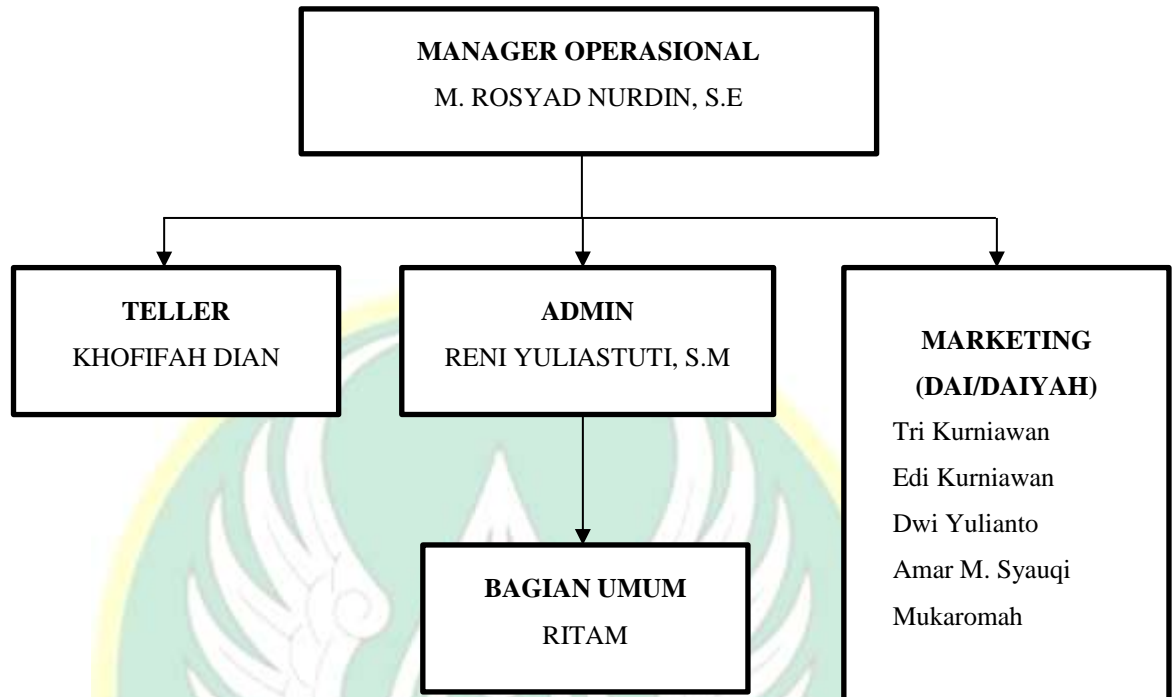 MANAGER OPERASIONAL
M. ROSYAD NURDIN, S.E
TELLER
KHOFIFAH DIAN
ADMIN
RENI YULIASTUTI, S.M
MARKETING
(DAI/DAIYAH)
Tri Kurniawan
Edi Kurniawan
Dwi Yulianto
Amar M. Syauqi
Mukaromah
BAGIAN UMUM
RITAM